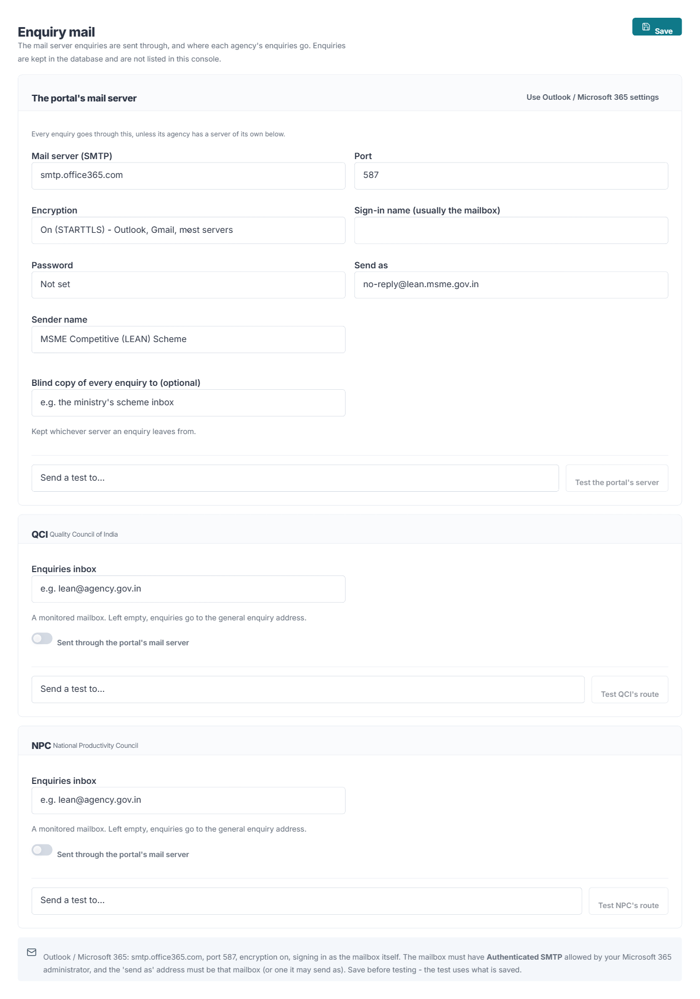 Enquiry mail
Save
The mail server enquiries are sent through, and where each agency's enquiries go. Enquiries
are kept in the database and are not listed in this console.
The portal's mail server
Use Outlook / Microsoft 365 settings
Every enquiry goes through this, unless its agency has a server of its own below.
Mail server (SMTP)
Port
smtp.office365.com
587
Encryption
Sign-in name (usually the mailbox)
On (STARTTLS) - Outlook, Gmail, most servers
Password
Send as
Not set
no-reply@lean.msme.gov.in
Sender name
MSME Competitive (LEAN) Scheme
Blind copy of every enquiry to (optional)
e.g. the ministry's scheme inbox
Kept whichever server an enquiry leaves from.
Send a test to...
Test the portal's server
QCI Quality Council of India
Enquiries inbox
e.g. lean@agency.gov.in
A monitored mailbox. Left empty, enquiries go to the general enquiry address.
Sent through the portal's mail server
Send a test to...
Test QCI's route
NPC National Productivity Council
Enquiries inbox
e.g. lean@agency.gov.in
A monitored mailbox. Left empty, enquiries go to the general enquiry address.
Sent through the portal's mail server
Send a test to...
Test NPC's route
Outlook / Microsoft 365: smtp.office365.com, port 587, encryption on, signing in as the mailbox itself. The mailbox must have Authenticated SMTP allowed by your Microsoft 365
administrator, and the 'send as' address must be that mailbox (or one it may send as). Save before testing - the test uses what is saved.